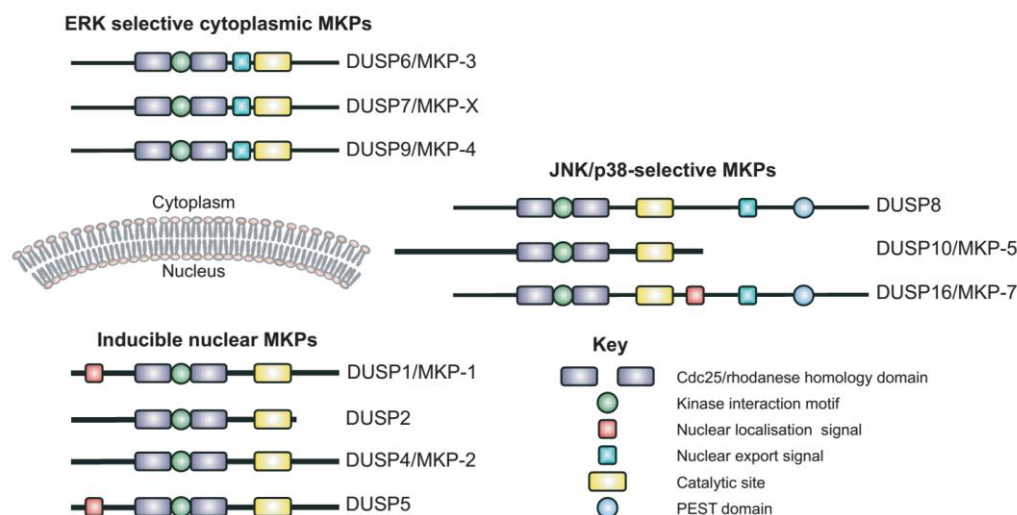 ERK selective cytoplasmic MKPs
DUSP6/MKP-3
DUSP7/MKP-X
DUSP9/MKP-4
Cytoplasm
Nucleus
JNK/p38-selective MKPs
DUSP8
DUSP10/MKP-5
DUSP16/MKP-7
Inducible nuclear MKPs
DUSP1/MKP-1
DUSP2
DUSP4/MKP-2
DUSP5
Key
Cdc25/rhodanese homology domain
Kinase interaction motif
Nuclear localisation signal
Nuclear export signal
Catalytic site
PEST domain